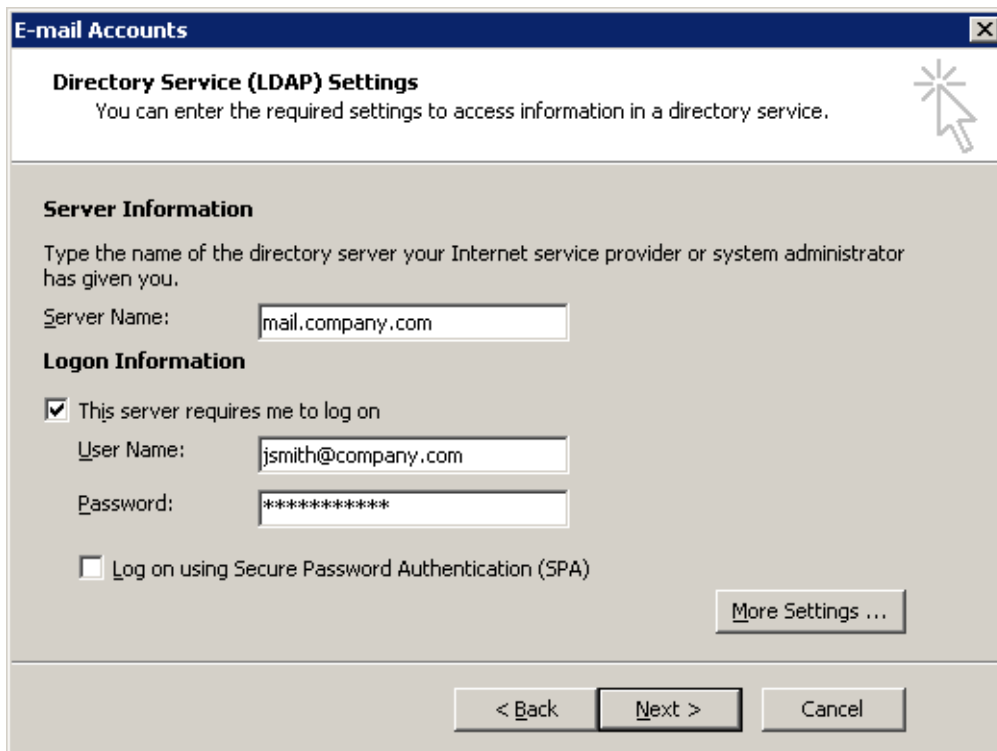 E-mail Accounts
Directory Service (LDAP) Settings
You can enter the required settings to access information in a directory service.
Server Information
Type the name of the directory server your Internet service provider or system administrator
has given you.
Server Name: mail.company.com
Logon Information
This server requires me to log on
User Name: jsmith@company.com
Password: ***********
Log on using Secure Password Authentication (SPA)
More Settings ...
< Back Next > Cancel